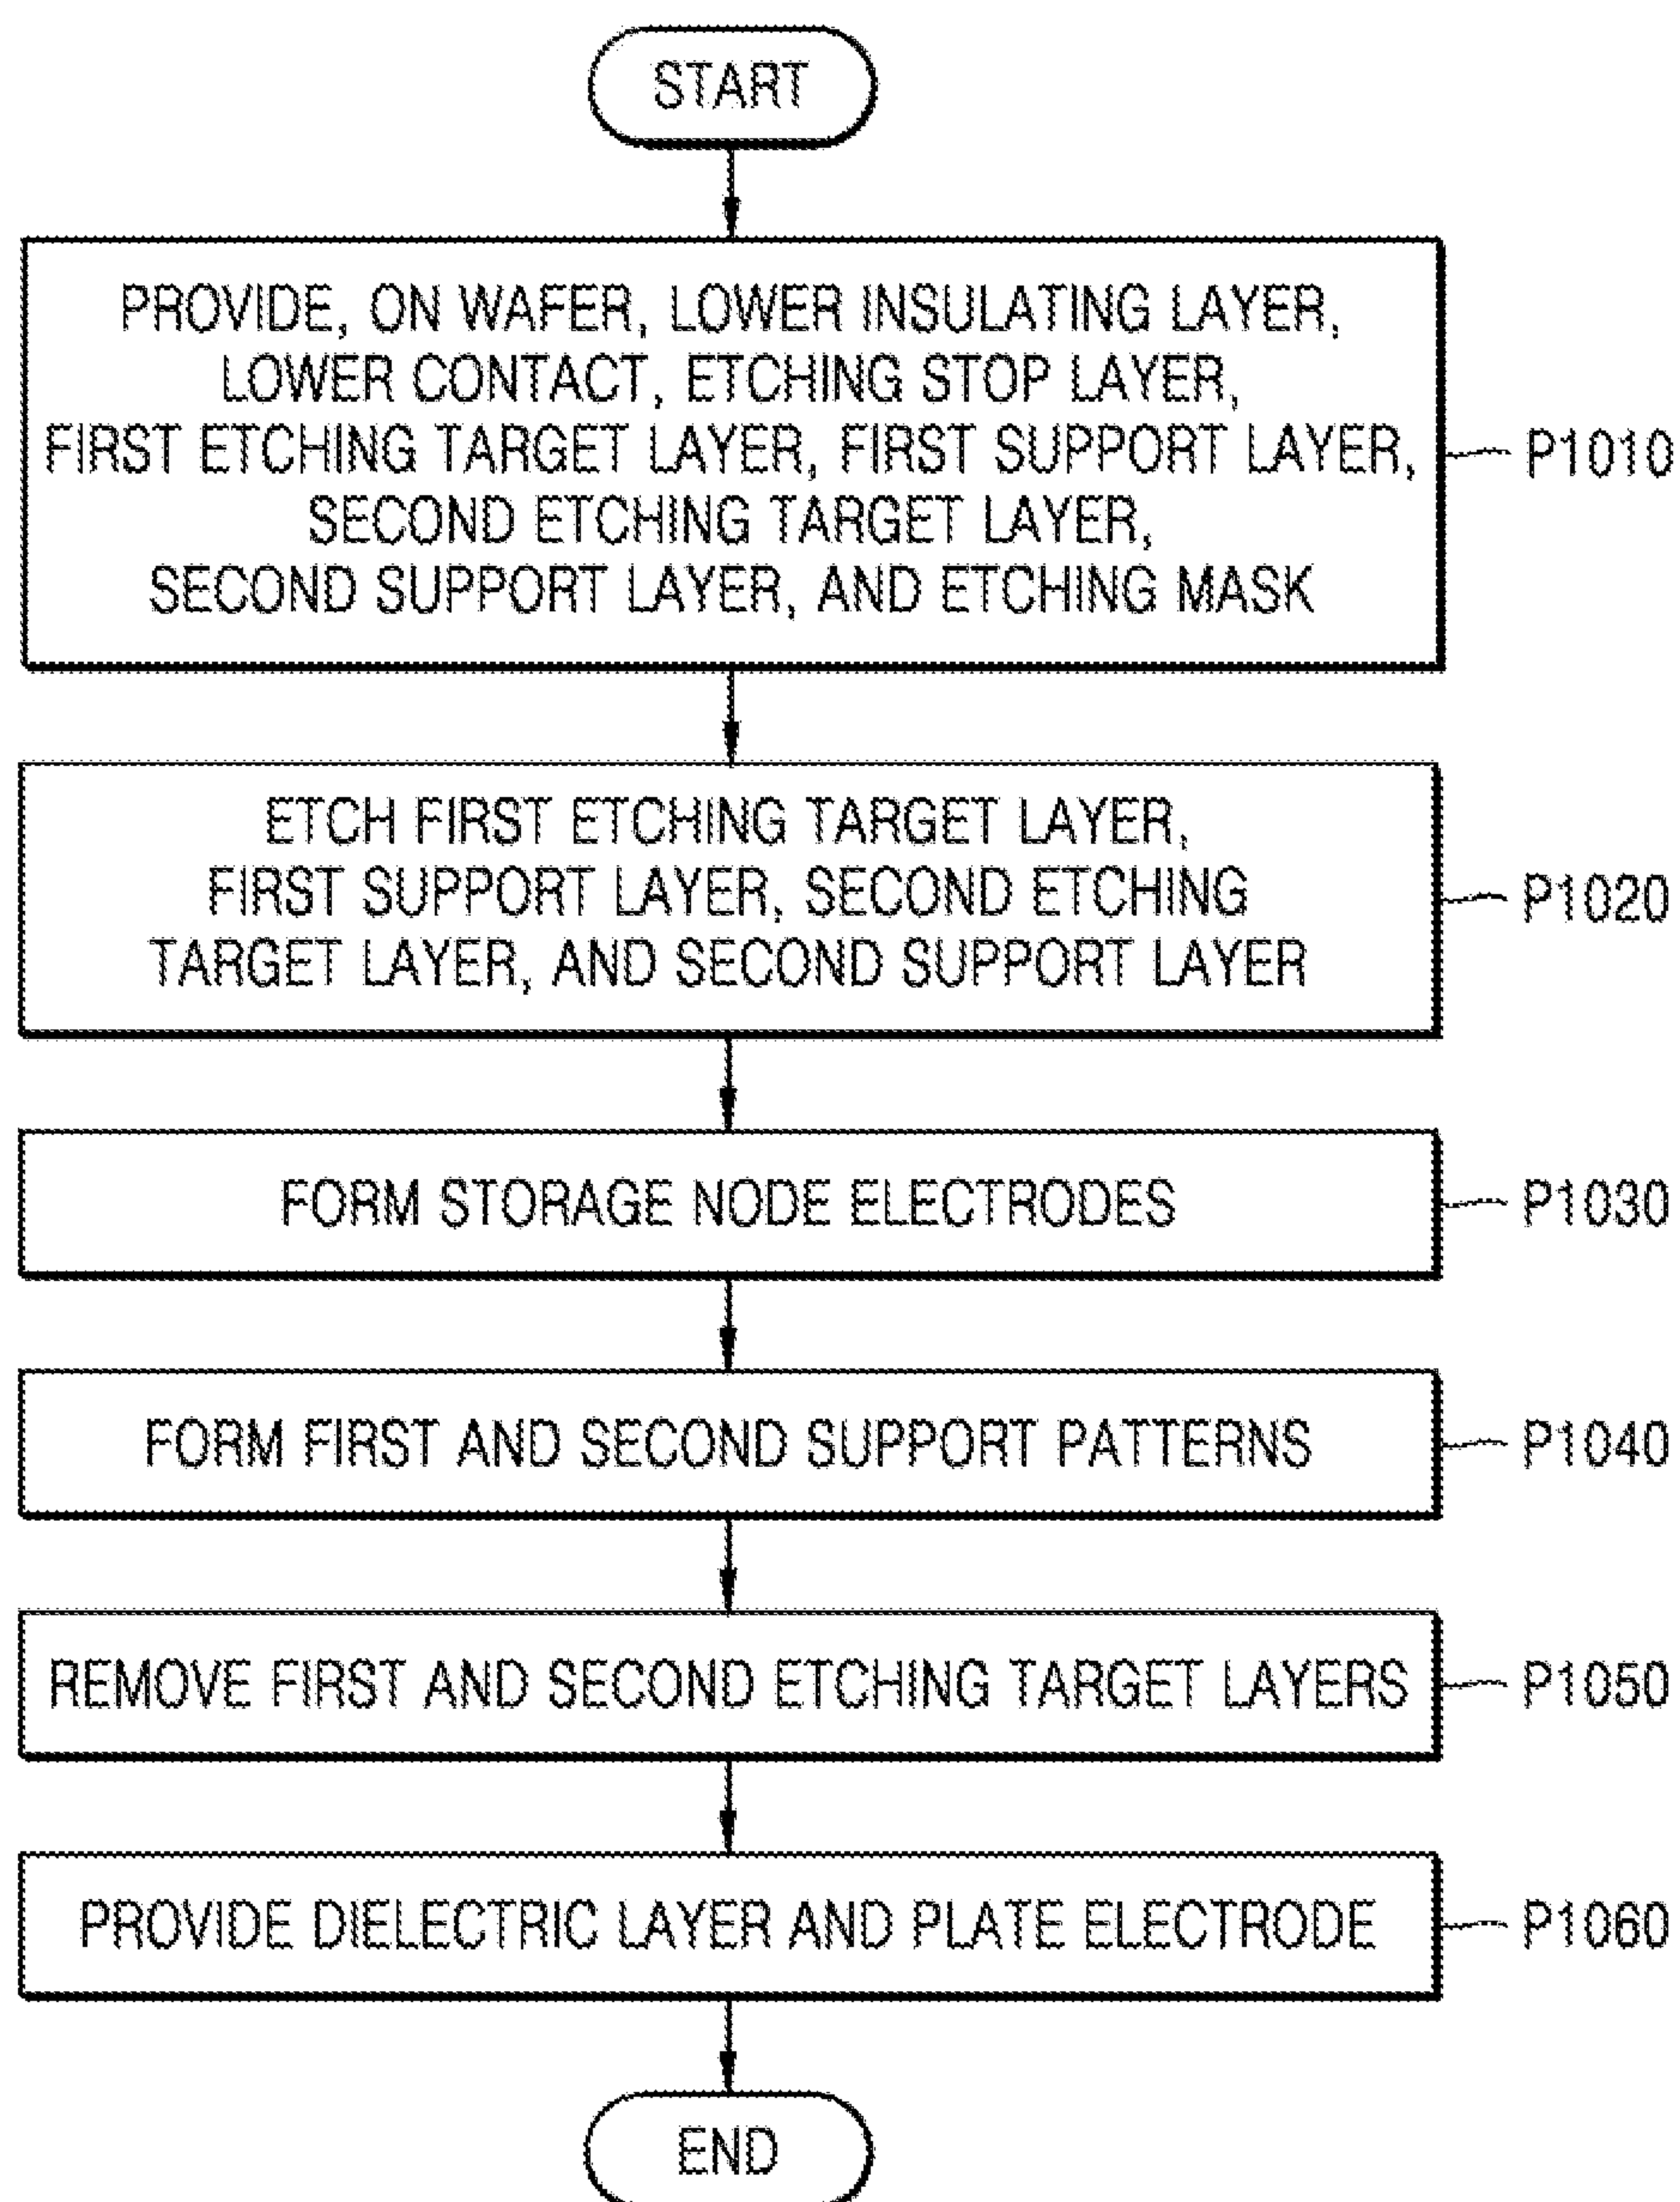 START
PROVIDE, ON WAFER, LOWER INSULATING LAYER,
LOWER CONTACT, ETCHING STOP LAYER,
FIRST ETCHING TARGET LAYER, FIRST SUPPORT LAYER,
SECOND ETCHING TARGET LAYER,
SECOND SUPPORT LAYER, AND ETCHING MASK
P1010
ETCH FIRST ETCHING TARGET LAYER,
FIRST SUPPORT LAYER, SECOND ETCHING
TARGET LAYER, AND SECOND SUPPORT LAYER
P1020
FORM STORAGE NODE ELECTRODES
P1030
FORM FIRST AND SECOND SUPPORT PATTERNS
P1040
REMOVE FIRST AND SECOND ETCHING TARGET LAYERS
P1050
PROVIDE DIELECTRIC LAYER AND PLATE ELECTRODE
P1060
END